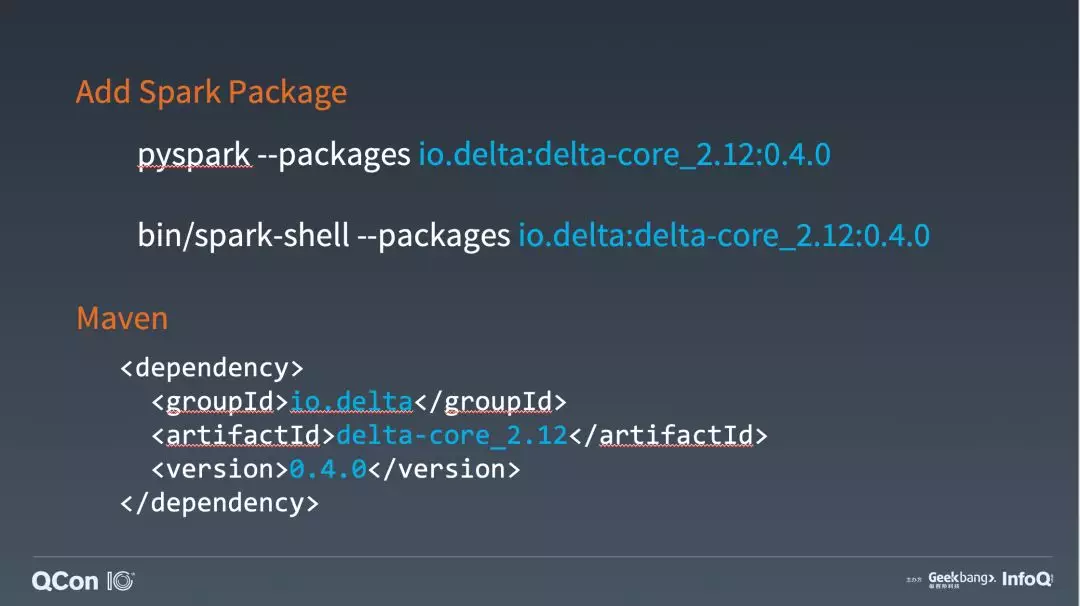 Add Spark Package
pyspark --packages io.delta:delta-core_2.12:0.4.0
bin/spark-shell --packages io.delta:delta-core_2.12:0.4.0
Maven
<dependency>
<groupId>io.delta</groupId>
<artifactId>delta-core_2.12</artifactId>
<version>0.4.0</version>
</dependency>
QCon 10
主办方 Geekbang>. InfoQ
极客邦科技